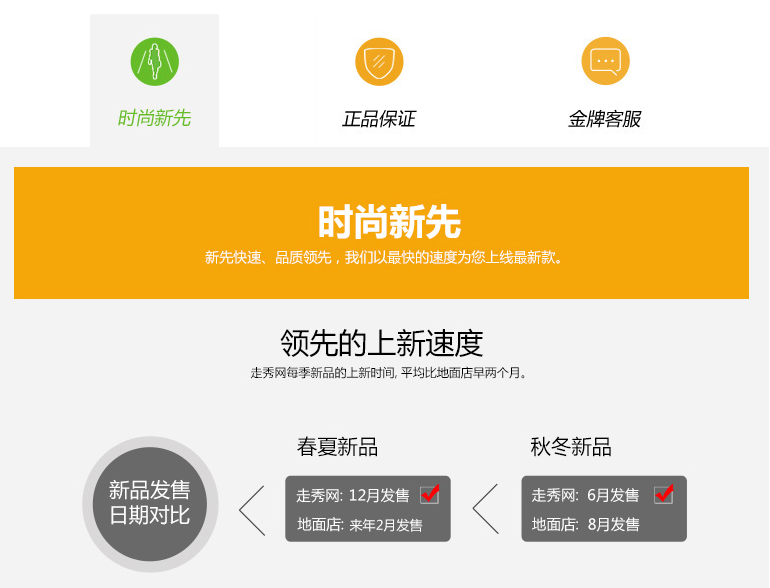 时尚新先
正品保证
金牌客服
时尚新先
新先快速、品质领先，我们以最快的速度为您上线最新款。
领先的上新速度
走秀网每季新品的上新时间, 平均比地面店早两个月。
新品发售
日期对比
春夏新品
走秀网: 12月发售
地面店: 来年2月发售
秋冬新品
走秀网: 6月发售
地面店: 8月发售